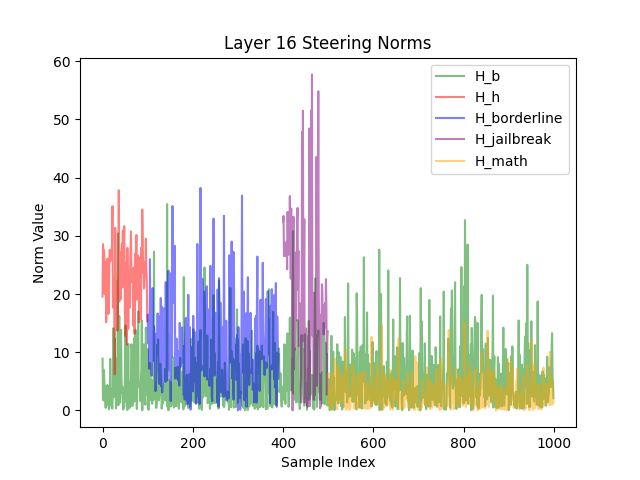 Layer 16 Steering Norms
60
50
40
30
20
10
0
Norm Value
0
200
400
600
800
1000
Sample Index
H_b
H_h
H_borderline
H_jailbreak
H_math